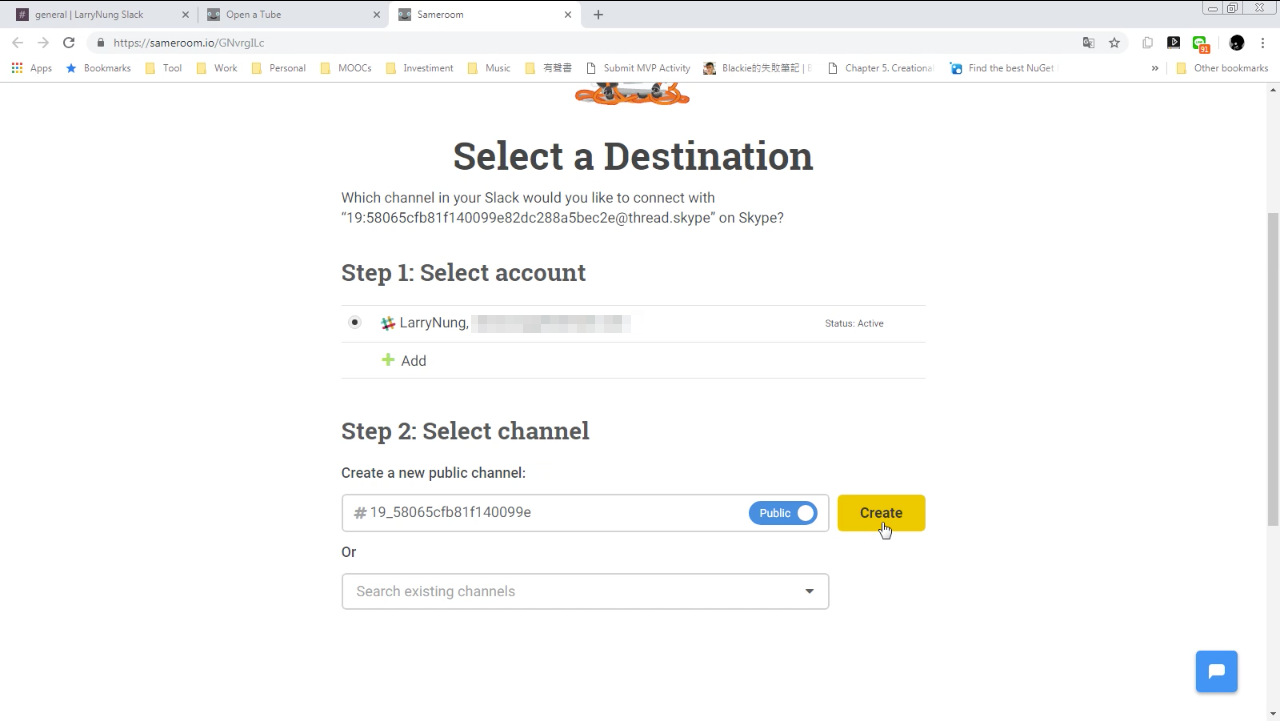 general | LarryNung Slack
Open a Tube
Sameroom
https://sameroom.io/GNvrgILc
91
Apps
Bookmarks
Tool
Work
Personal
MOOCs
Investiment
Music
有聲書
Submit MVP Activity
Blackie的失敗筆記 |
Chapter 5. Creationa
Find the best NuGet
»
Other bookmarks
Select a Destination
Which channel in your Slack would you like to connect with
“19:58065cfb81f140099e82dc288a5bec2e@thread.skype” on Skype?
Step 1: Select account
LarryNung,
Status: Active
Add
Step 2: Select channel
Create a new public channel:
# 19_58065cfb81f140099e
Public
Create
Or
Search existing channels